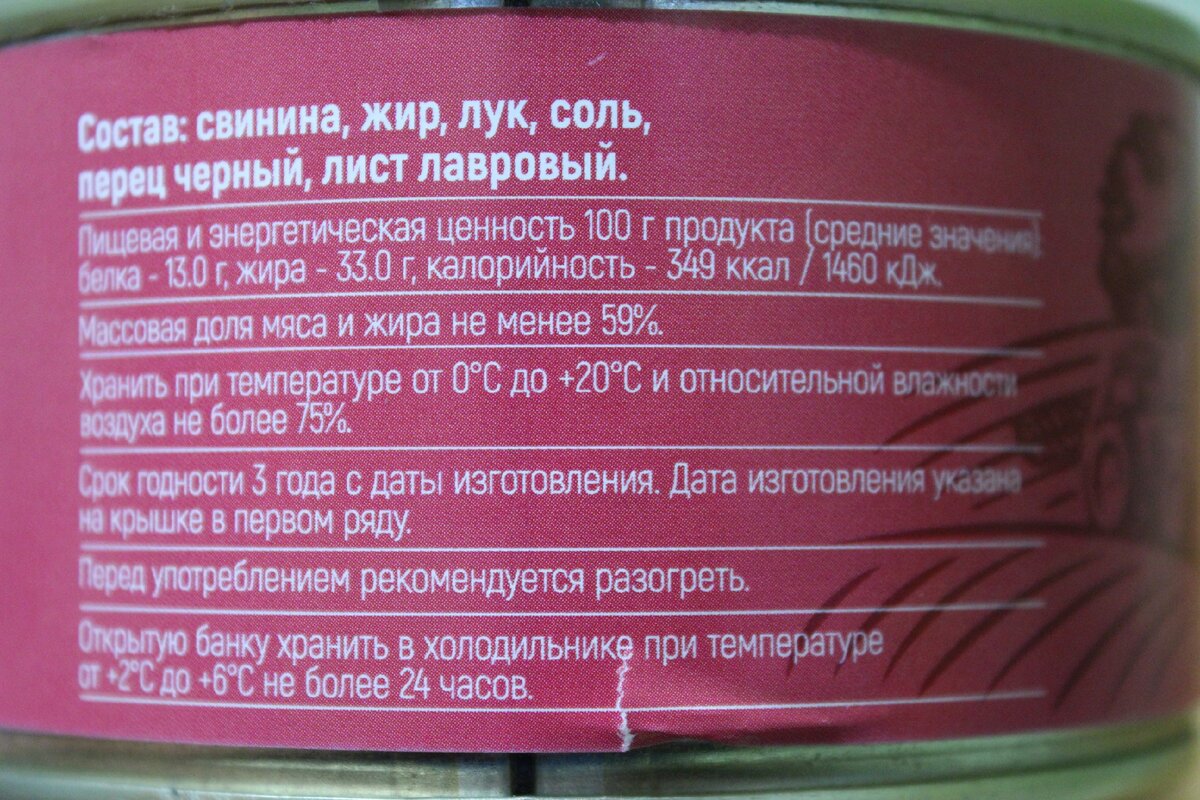 Состав: свинина, жир, лук, соль,
перец черный, лист лавровый.
Пищевая и энергетическая ценность 100 г продукта (средние значения):
белка - 13.0 г, жира - 33.0 г, калорийность - 349 ккал / 1460 кДж.
Массовая доля мяса и жира не менее 59%.
Хранить при температуре от 0°С до +20°С и относительной влажности
воздуха не более 75%.
Срок годности 3 года с даты изготовления. Дата изготовления указана
на крышке в первом ряду.
Перед употреблением рекомендуется разогреть.
Открытую банку хранить в холодильнике при температуре
от +2°С до +6°С не более 24 часов.